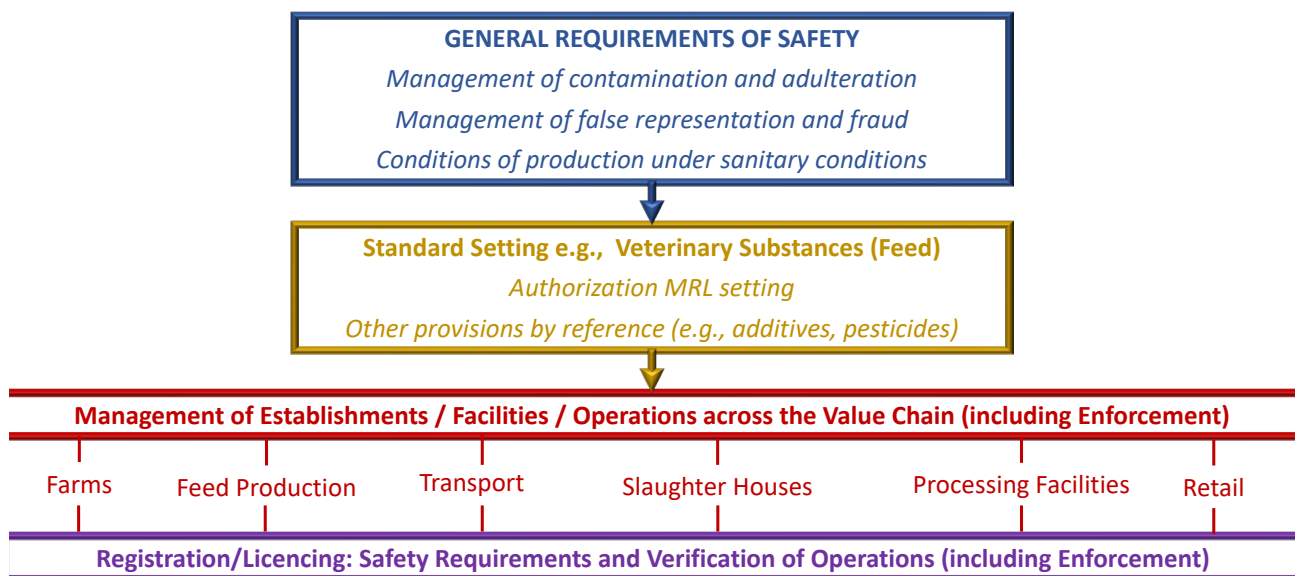 GENERAL REQUIREMENTS OF SAFETY
Management of contamination and adulteration
Management of false representation and fraud
Conditions of production under sanitary conditions
Standard Setting e.g., Veterinary Substances (Feed)
Authorization MRL setting
Other provisions by reference (e.g., additives, pesticides)
Management of Establishments / Facilities / Operations across the Value Chain (including Enforcement)
Farms
Feed Production
Transport
Slaughter Houses
Processing Facilities
Retail
Registration/Licencing: Safety Requirements and Verification of Operations (including Enforcement)